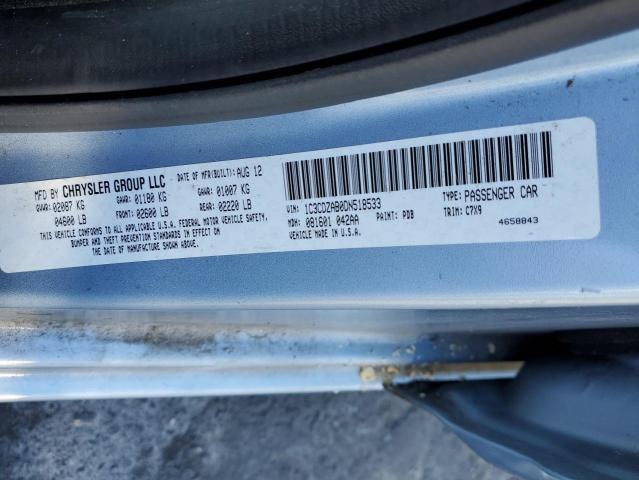 MFD BY CHRYSLER GROUP LLC DATE OF MFR(BUILT): AUG 12
GVWR: 02087 KG GAWR: 01180 KG GAWR: 01007 KG
04600 LB FRONT: 02600 LB REAR: 02220 LB
THIS VEHICLE CONFORMS TO ALL APPLICABLE U.S.A. FEDERAL MOTOR VEHICLE SAFETY,
BUMPER AND THEFT PREVENTION STANDARDS IN EFFECT ON
THE DATE OF MANUFACTURE SHOWN ABOVE.
VIN: 1C3CDZAB0DN518533 TYPE: PASSENGER CAR
MDH: 081601 042AA PAINT: PDB TRIM: C7X9
4658843